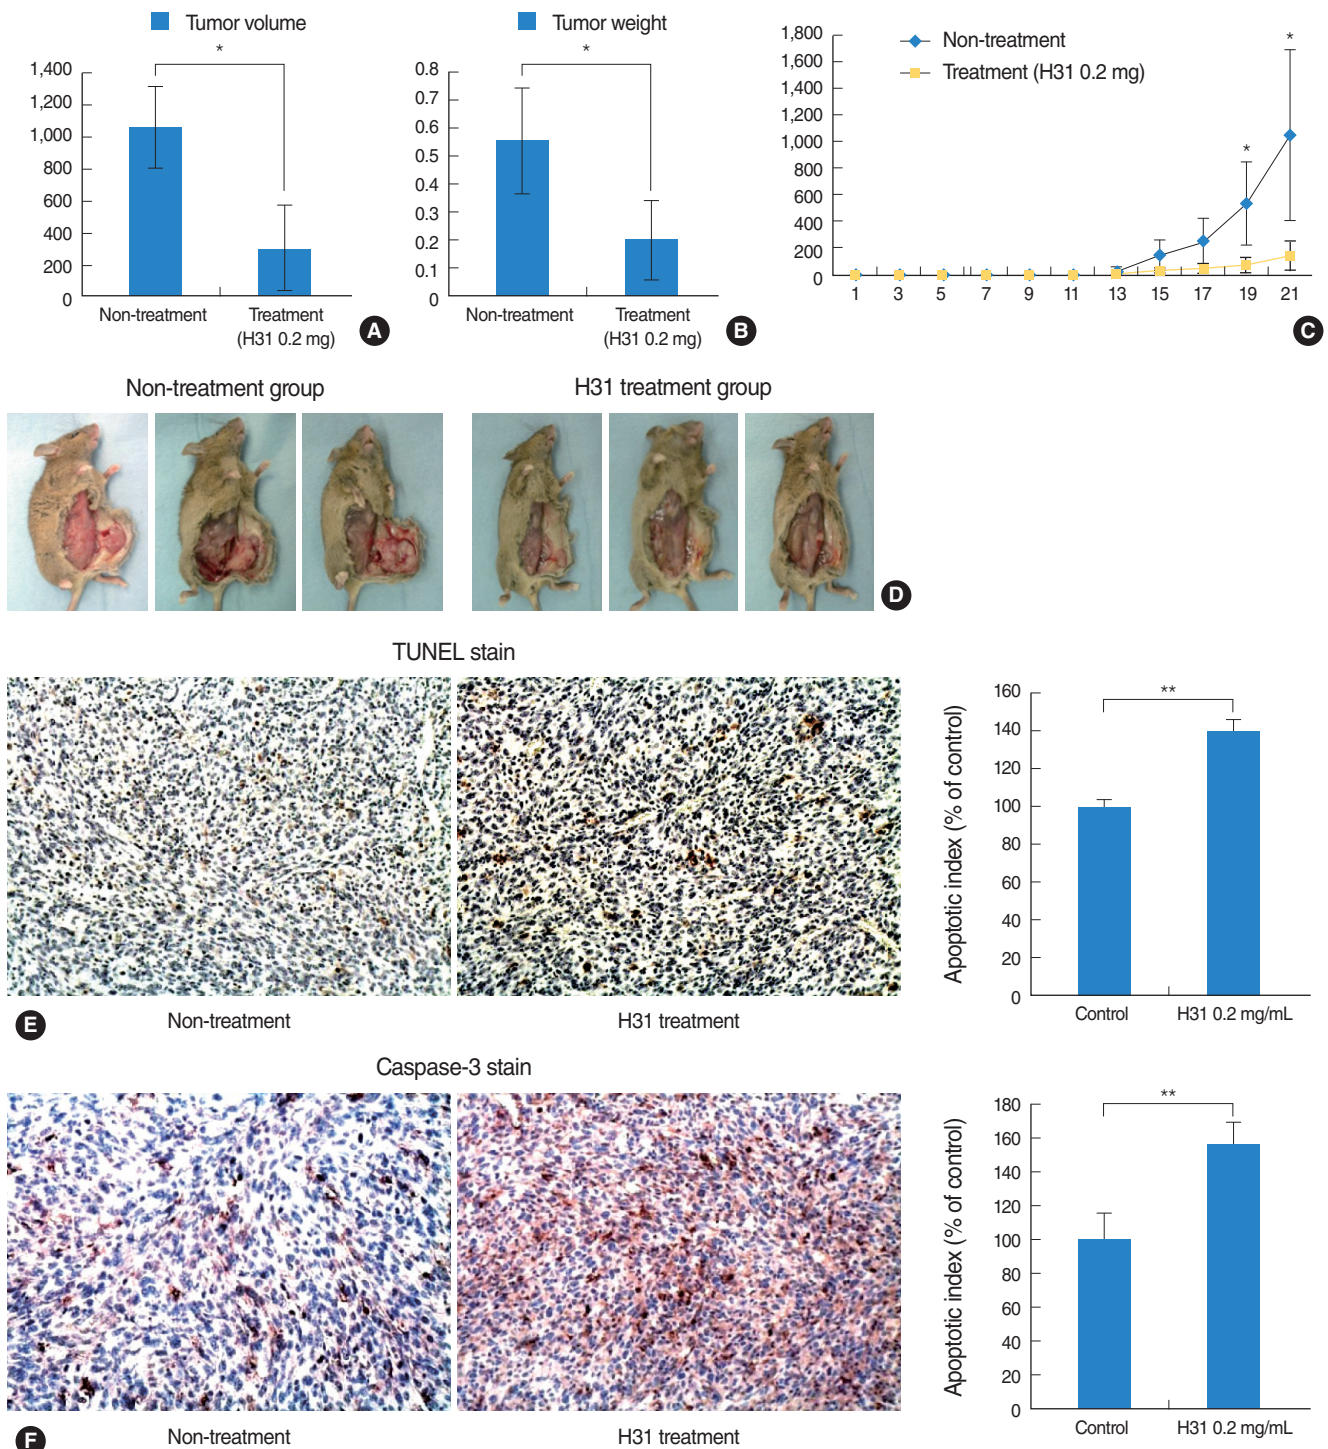 Tumor volume
*
1,400
1,200
1,000
800
600
400
200
0
Non-treatment
Treatment
(H31 0.2 mg)
A
Tumor weight
*
0.8
0.7
0.6
0.5
0.4
0.3
0.2
0.1
0
Non-treatment
Treatment
(H31 0.2 mg)
B
1,800
1,600
1,400
1,200
1,000
800
600
400
200
0
Non-treatment
Treatment (H31 0.2 mg)
*
*
1 3 5 7 9 11 13 15 17 19 21
C
Non-treatment group
H31 treatment group
D
TUNEL stain
Non-treatment
H31 treatment
E
Apoptotic index (% of control)
160
140
120
100
80
60
40
20
0
**
Control
H31 0.2 mg/mL
Caspase-3 stain
Non-treatment
H31 treatment
F
Apoptotic index (% of control)
180
160
140
120
100
80
60
40
20
0
**
Control
H31 0.2 mg/mL